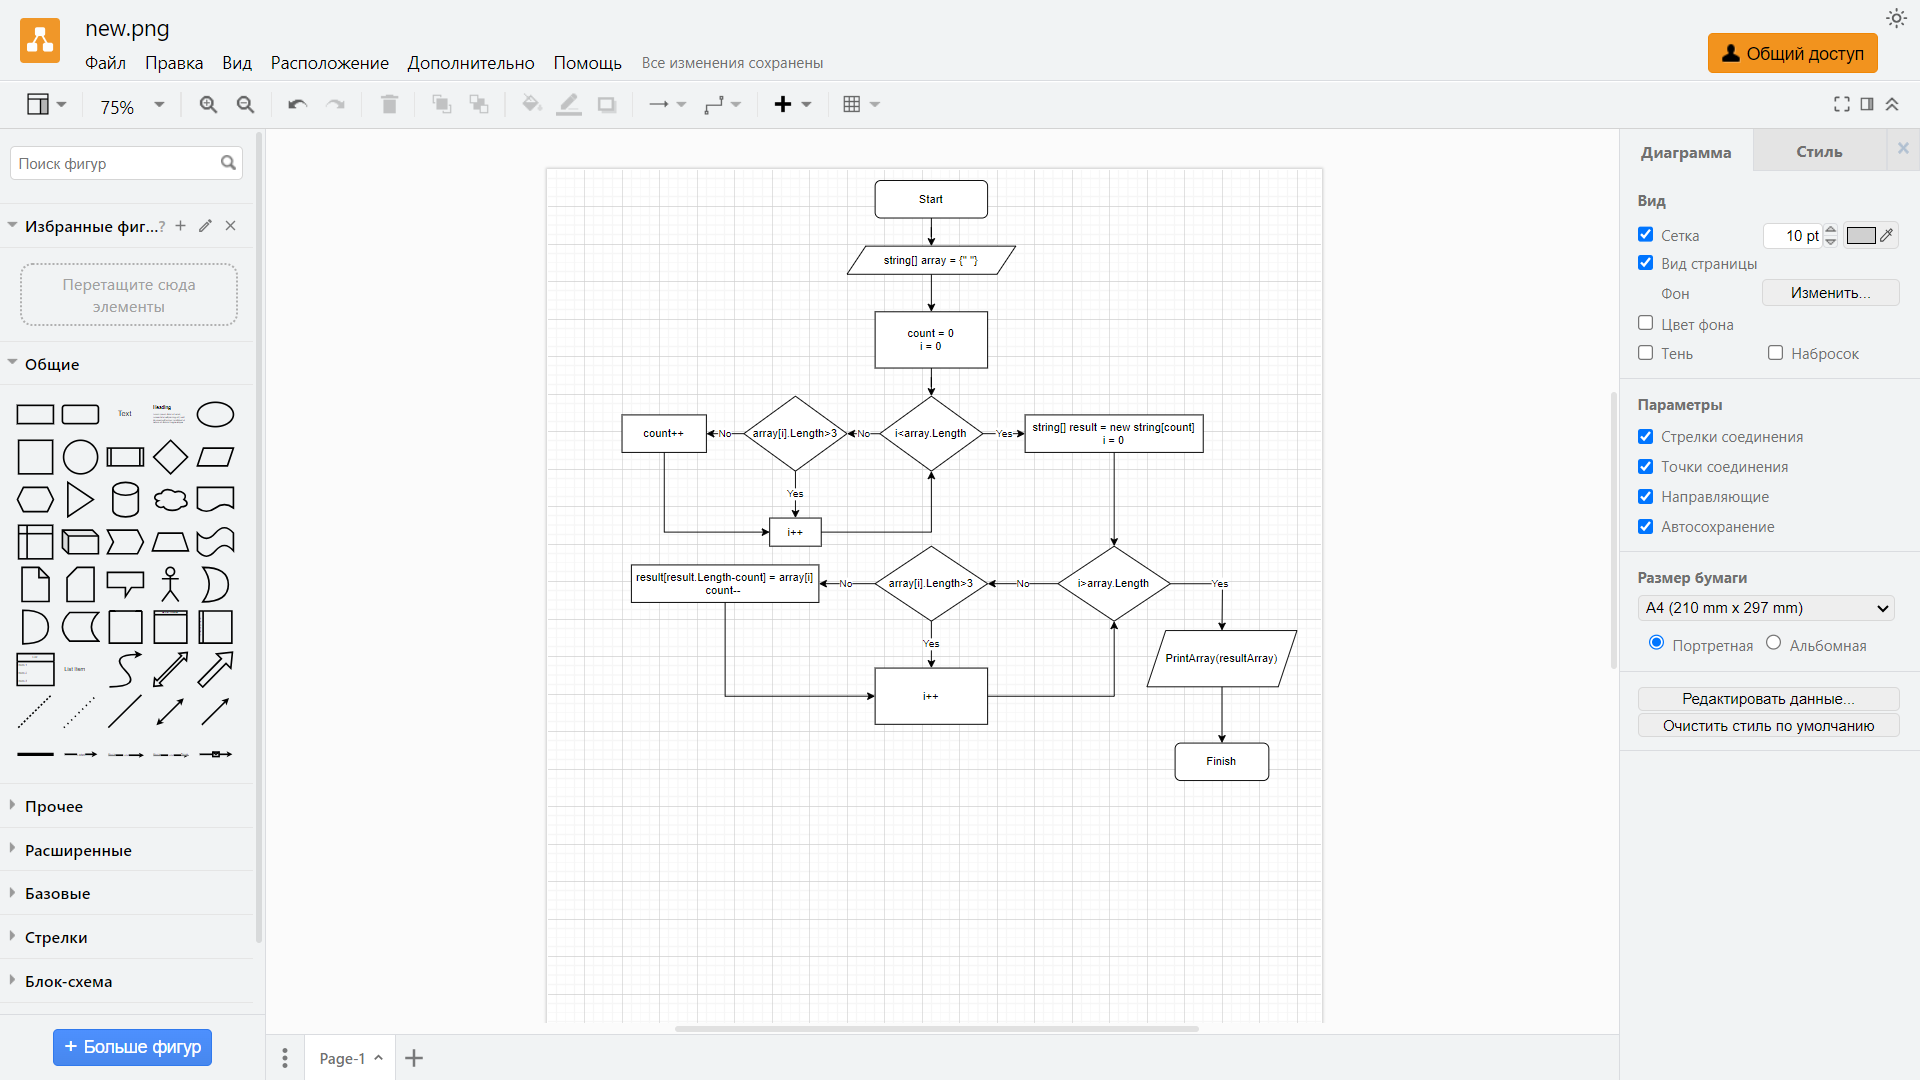 new.png
Файл Правка Вид Расположение Дополнительно Помощь Все изменения сохранены
Общий доступ
75%
Поиск фигур
Избранные фиг...?
Перетащите сюда
элементы
Общие
Text
Heading
List Item
Прочее
Расширенные
Базовые
Стрелки
Блок-схема
+ Больше фигур
Start
string[] array = {" "}
count = 0
i = 0
count++
No
array[i].Length>3
No
i<array.Length
Yes
string[] result = new string[count]
i = 0
Yes
i++
result[result.Length-count] = array[i]
count--
No
array[i].Length>3
No
i>array.Length
Yes
Yes
PrintArray(resultArray)
i++
Finish
Page-1
Диаграмма Стиль
Вид
Сетка 10 pt
Вид страницы
Фон Изменить...
Цвет фона
Тень Набросок
Параметры
Стрелки соединения
Точки соединения
Направляющие
Автосохранение
Размер бумаги
A4 (210 mm x 297 mm)
Портретная Альбомная
Редактировать данные...
Очистить стиль по умолчанию